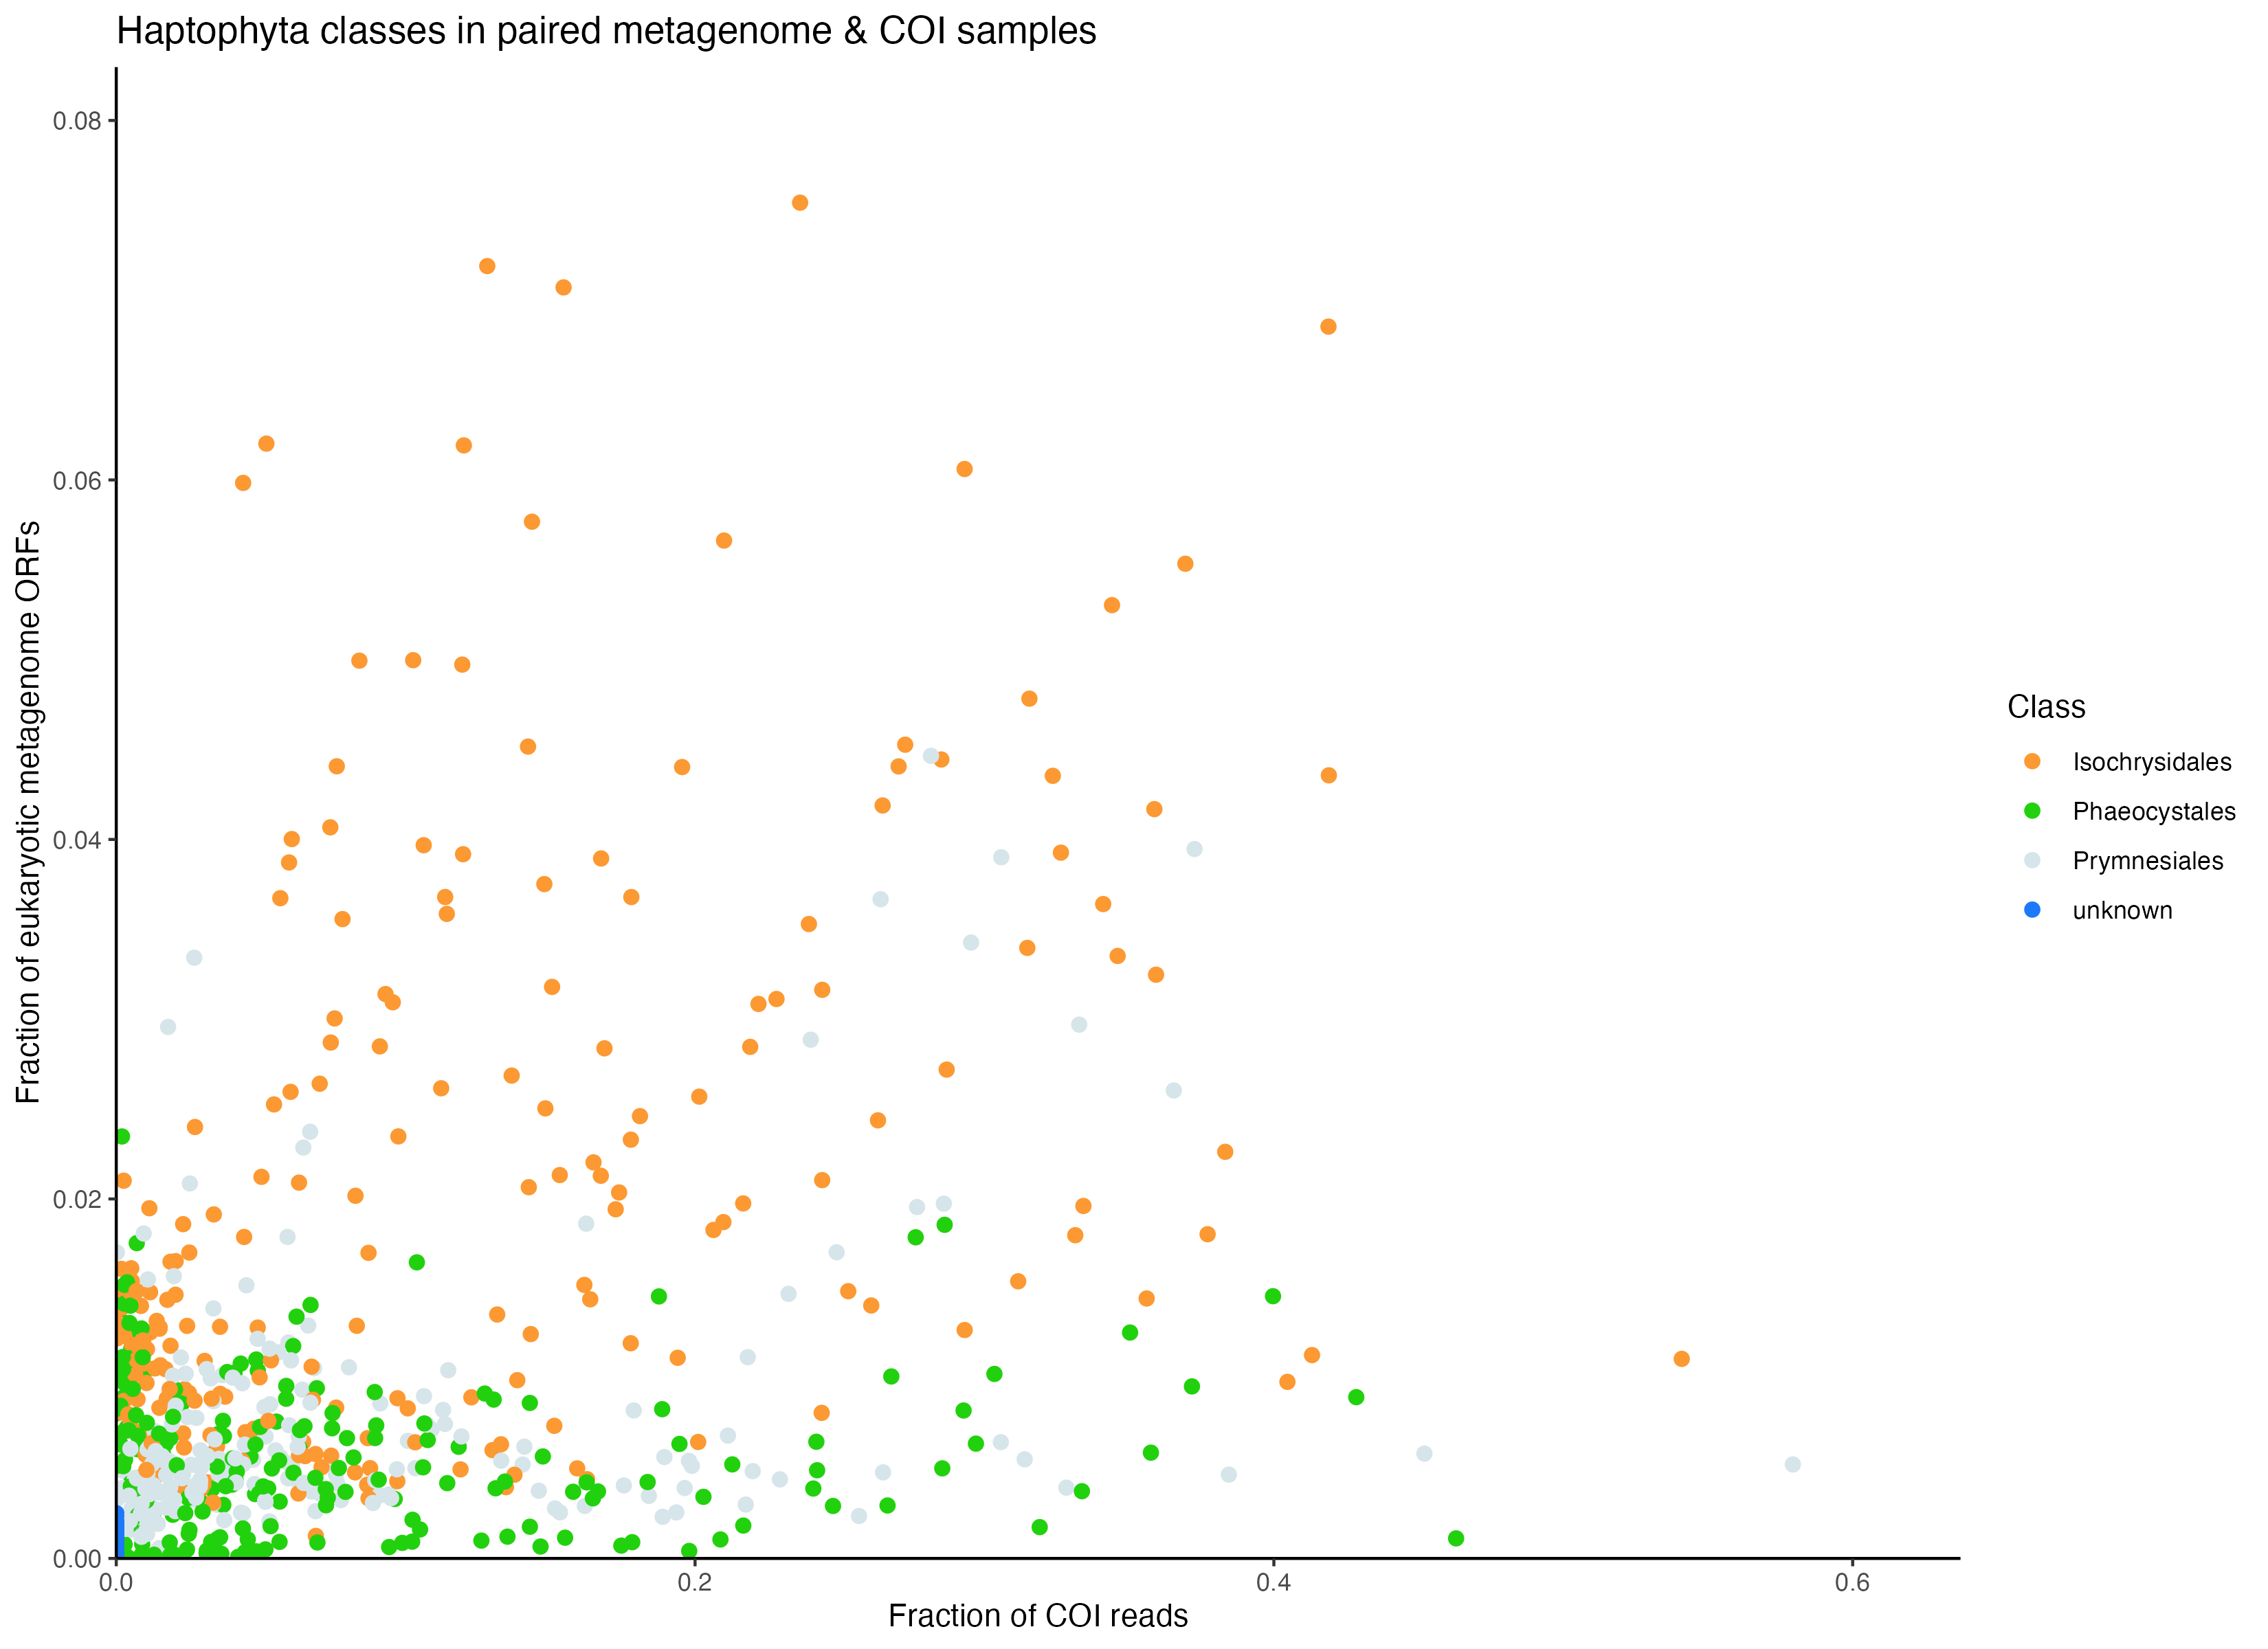 Haptophyta classes in paired metagenome & COI samples
Fraction of eukaryotic metagenome ORFs
0.08
0.06
0.04
0.02
0.00
0.0
0.2
0.4
0.6
Fraction of COI reads
Class
Isochrysidales
Phaeocystales
Prymnesiales
unknown